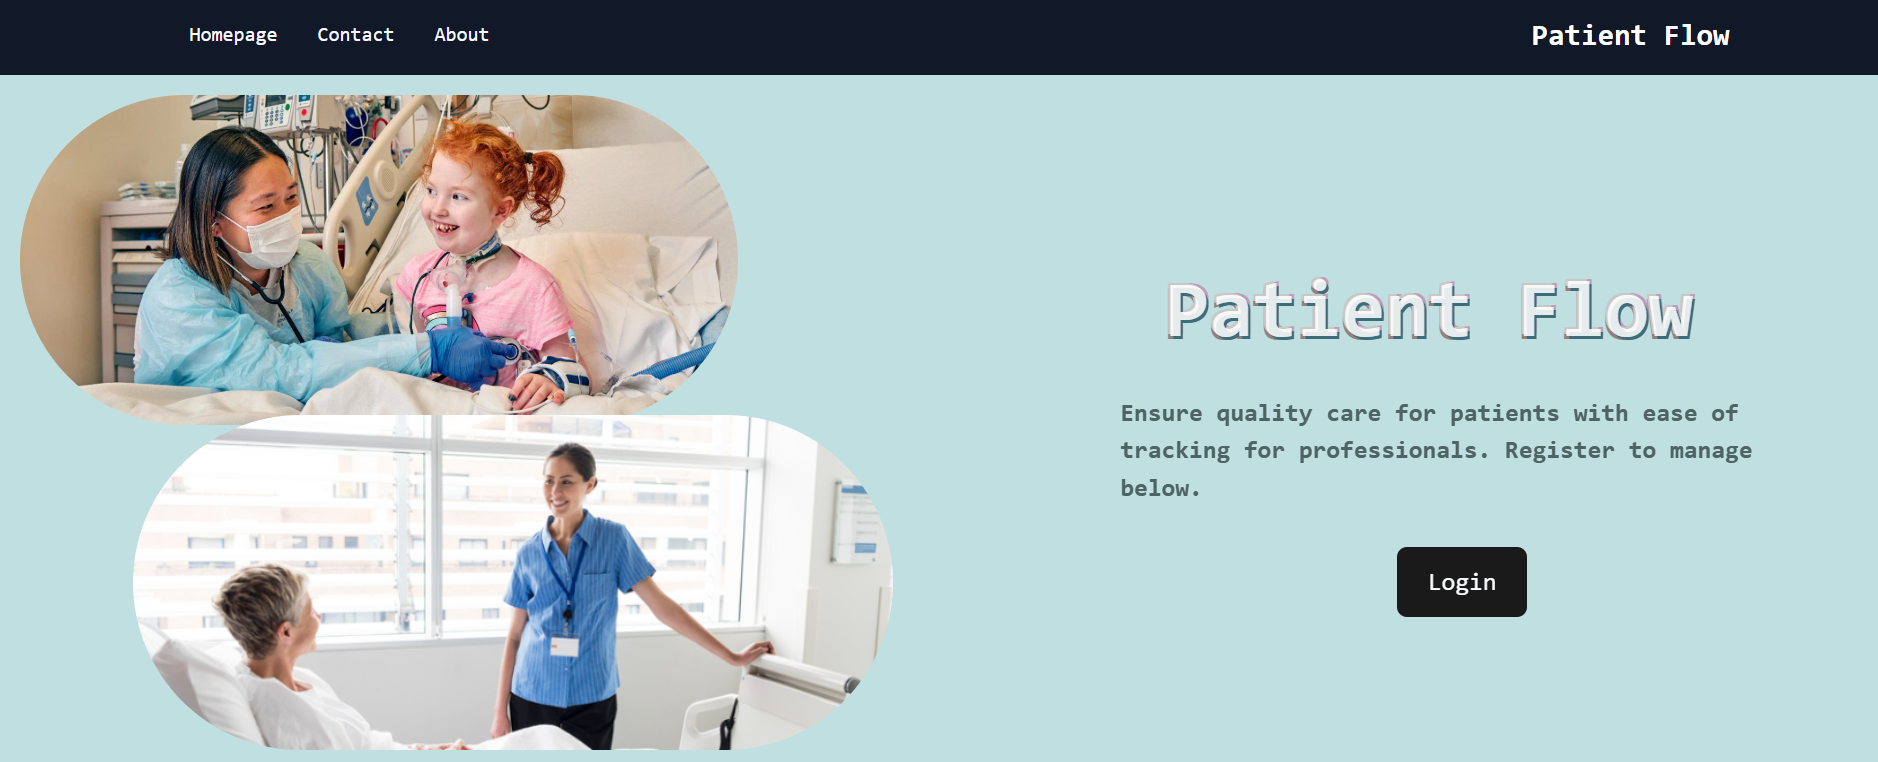 Homepage Contact About Patient Flow
Patient Flow
Ensure quality care for patients with ease of
tracking for professionals. Register to manage
below.
Login